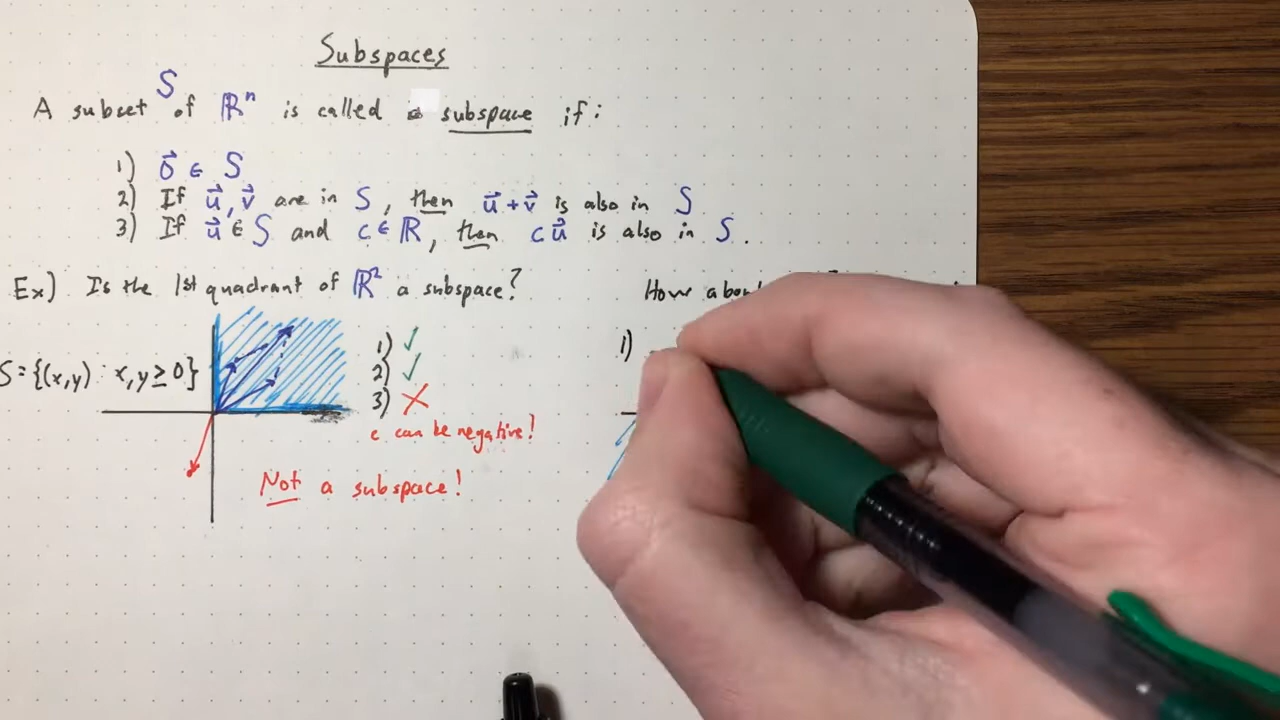 Subspaces
A subset S of ℝⁿ is called a subspace if:
1) 0⃗ ∈ S
2) If u⃗, v⃗ are in S, then u⃗ + v⃗ is also in S
3) If u⃗ ∈ S and c ∈ ℝ, then c u⃗ is also in S.
Ex) Is the 1st quadrant of ℝ² a subspace?
How about
S = {(x,y) : x,y ≥ 0}
1) ✓
2) ✓
3) ✗
c can be negative!
Not a subspace!
1)